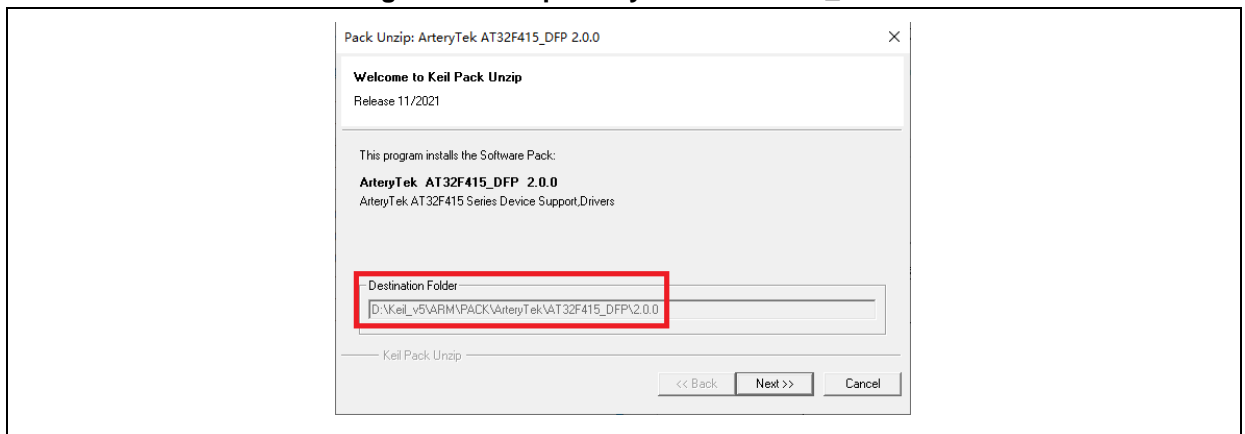 Pack Unzip: ArteryTek AT32F415_DFP 2.0.0
Welcome to Keil Pack Unzip
Release 11/2021
This program installs the Software Pack:
ArteryTek AT32F415_DFP 2.0.0
ArteryTek AT32F415 Series Device Support,Drivers
Destination Folder
D:\Keil_v5\ARM\PACK\ArteryTek\AT32F415_DFP\2.0.0
Keil Pack Unzip
<< Back Next >> Cancel